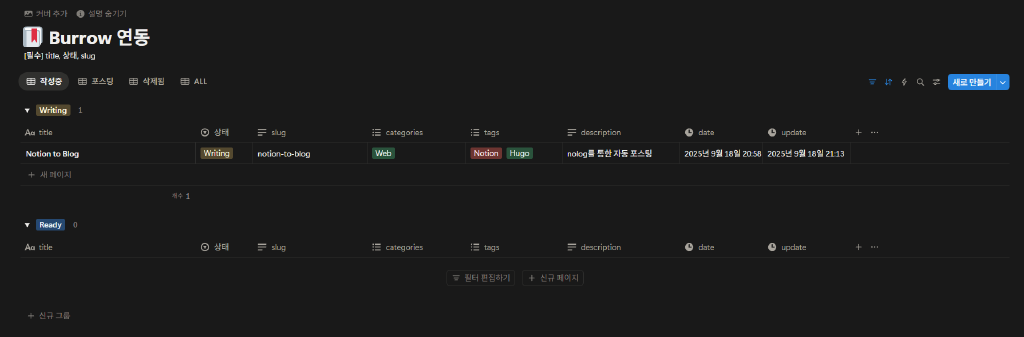 커버 추가 설명 숨기기
Burrow 연동
[필수] title, 상태, slug
작성중 포스팅 삭제됨 ALL 새로 만들기
Writing 1
Aa title 상태 slug categories tags description date update
Notion to Blog Writing notion-to-blog Web Notion Hugo nolog를 통한 자동 포스팅 2025년 9월 18일 20:58 2025년 9월 18일 21:13
+ 새 페이지
개수 1
Ready 0
Aa title 상태 slug categories tags description date update
필터 편집하기 + 신규 페이지
+ 신규 그룹